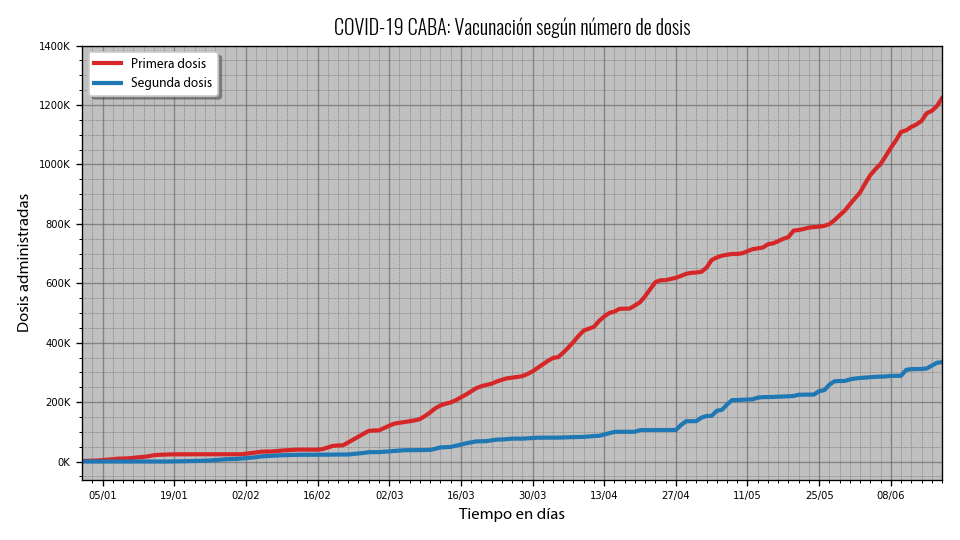 COVID-19 CABA: Vacunación según número de dosis
Primera dosis
Segunda dosis
Dosis administradas
1400K
1200K
1000K
800K
600K
400K
200K
0K
05/01 19/01 02/02 16/02 02/03 16/03 30/03 13/04 27/04 11/05 25/05 08/06
Tiempo en días